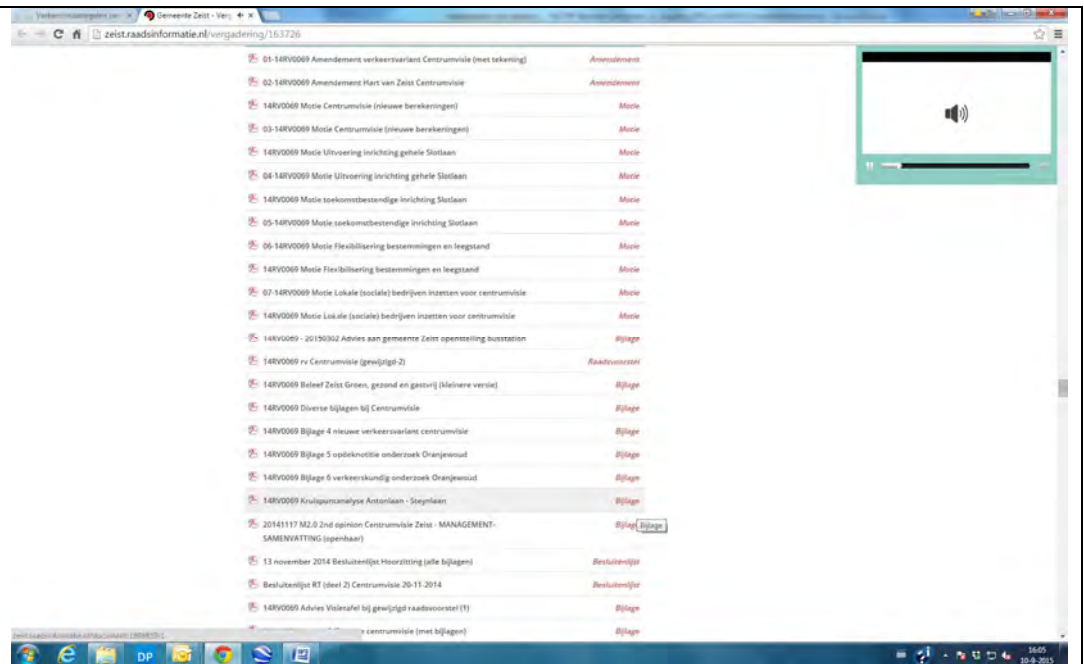 Gemeente Zeist - Verg
zeist.raadsinformatie.nl/vergadering/163726
01-14RV0069 Amendement verkeersvariant Centrumvisie (met tekening) Amendement
02-14RV0069 Amendement Hart van Zeist Centrumvisie Amendement
14RV0069 Motie Centrumvisie (nieuwe berekeningen) Motie
03-14RV0069 Motie Centrumvisie (nieuwe berekeningen) Motie
14RV0069 Motie Uitvoering inrichting gehele Slotlaan Motie
04-14RV0069 Motie Uitvoering inrichting gehele Slotlaan Motie
14RV0069 Motie toekomstbestendige inrichting Slotlaan Motie
05-14RV0069 Motie toekomstbestendige inrichting Slotlaan Motie
06-14RV0069 Motie Flexibilisering bestemmingen en leegstand Motie
14RV0069 Motie Flexibilisering bestemmingen en leegstand Motie
07-14RV0069 Motie Lokale (sociale) bedrijven inzetten voor centrumvisie Motie
14RV0069 Motie Lokale (sociale) bedrijven inzetten voor centrumvisie Motie
14RV0069 - 20150302 Advies aan gemeente Zeist openstelling busstation Bijlage
14RV0069 rv Centrumvisie (gewijzigd-2) Raadsvoorstel
14RV0069 Beleef Zeist Groen, gezond en gastvrij (kleinere versie) Bijlage
14RV0069 Diverse bijlagen bij Centrumvisie Bijlage
14RV0069 Bijlage 4 nieuwe verkeersvariant centrumvisie Bijlage
14RV0069 Bijlage 5 opdeknotitie onderzoek Oranjewoud Bijlage
14RV0069 Bijlage 6 verkeerskundig onderzoek Oranjewoud Bijlage
14RV0069 Kruispuntanalyse Antonlaan - Steynlaan Bijlage
20141117 M2.0 2nd opinion Centrumvisie Zeist - MANAGEMENT- Bijlage
SAMENVATTING (openbaar)
13 november 2014 Besluitenlijst Hoorzitting (alle bijlagen) Besluitenlijst
Besluitenlijst RT (deel 2) Centrumvisie 20-11-2014 Besluitenlijst
14RV0069 Advies Violetafel bij gewijzigd raadsvoorstel (1) Bijlage
centrumvisie (met bijlagen) Bijlage
DP
16:05
10-9-2015